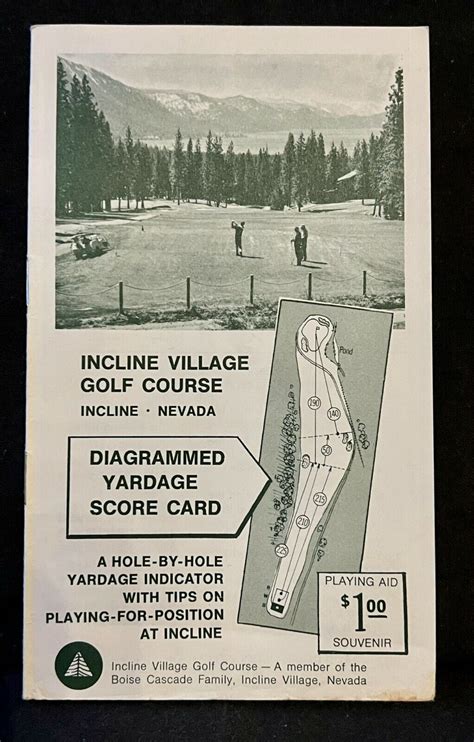 INCLINE VILLAGE
GOLF COURSE
INCLINE · NEVADA
DIAGRAMMED
YARDAGE
SCORE CARD
A HOLE-BY-HOLE
YARDAGE INDICATOR
WITH TIPS ON
PLAYING-FOR-POSITION
AT INCLINE
Pond
190
140
50
215
210
225
PLAYING AID
$1.00
SOUVENIR
Incline Village Golf Course — A member of the
Boise Cascade Family, Incline Village, Nevada